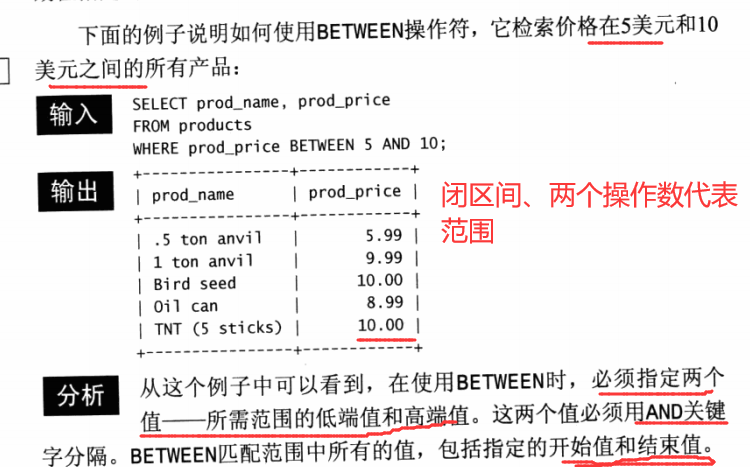 下面的例子说明如何使用BETWEEN操作符，它检索价格在5美元和10
美元之间的所有产品：
输入
SELECT prod_name, prod_price
FROM products
WHERE prod_price BETWEEN 5 AND 10;
输出
+----------------+------------+
| prod_name | prod_price |
+----------------+------------+
| .5 ton anvil | 5.99 |
| 1 ton anvil | 9.99 |
| Bird seed | 10.00 |
| Oil can | 8.99 |
| TNT (5 sticks) | 10.00 |
+----------------+------------+
闭区间、两个操作数代表
范围
分析
从这个例子中可以看到，在使用BETWEEN时，必须指定两个
值——所需范围的低端值和高端值。这两个值必须用AND关键
字分隔。BETWEEN匹配范围中所有的值，包括指定的开始值和结束值。